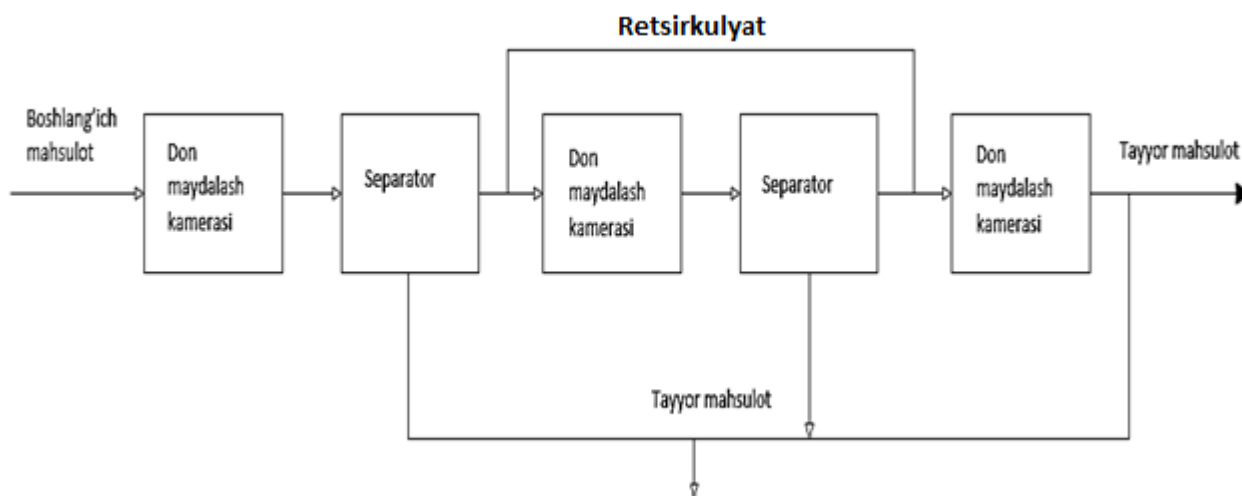 Retsirkulyat
Boshlang'ich
mahsulot
Don
maydalash
kamerasi
Separator
Don
maydalash
kamerasi
Separator
Don
maydalash
kamerasi
Tayyor mahsulot
Tayyor mahsulot